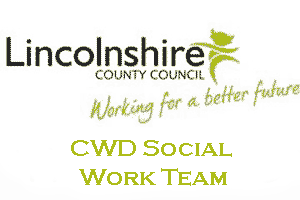 Lincolnshire
COUNTY COUNCIL
Working for a better future
CWD Social
Work Team